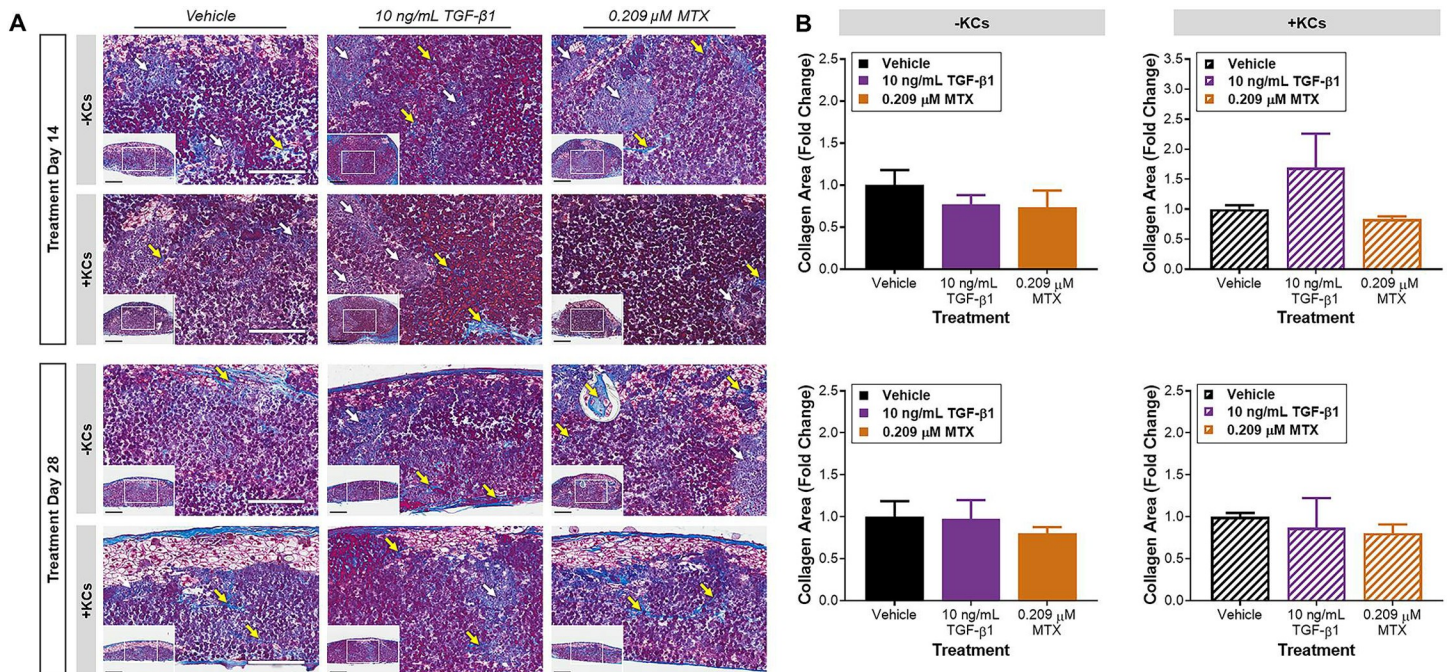 A
Vehicle
10 ng/mL TGF-β1
0.209 μM MTX
Treatment Day 14
-KCs
+KCs
Treatment Day 28
-KCs
+KCs
B
-KCs
+KCs
Collagen Area (Fold Change)
2.5
2.0
1.5
1.0
0.5
0.0
Vehicle
10 ng/mL TGF-β1
0.209 μM MTX
Vehicle
10 ng/mL
TGF-β1
0.209 μM
MTX
Treatment
Collagen Area (Fold Change)
3.5
3.0
2.5
2.0
1.5
1.0
0.5
0.0
Vehicle
10 ng/mL TGF-β1
0.209 μM MTX
Vehicle
10 ng/mL
TGF-β1
0.209 μM
MTX
Treatment
Collagen Area (Fold Change)
2.5
2.0
1.5
1.0
0.5
0.0
Vehicle
10 ng/mL TGF-β1
0.209 μM MTX
Vehicle
10 ng/mL
TGF-β1
0.209 μM
MTX
Treatment
Collagen Area (Fold Change)
2.5
2.0
1.5
1.0
0.5
0.0
Vehicle
10 ng/mL TGF-β1
0.209 μM MTX
Vehicle
10 ng/mL
TGF-β1
0.209 μM
MTX
Treatment